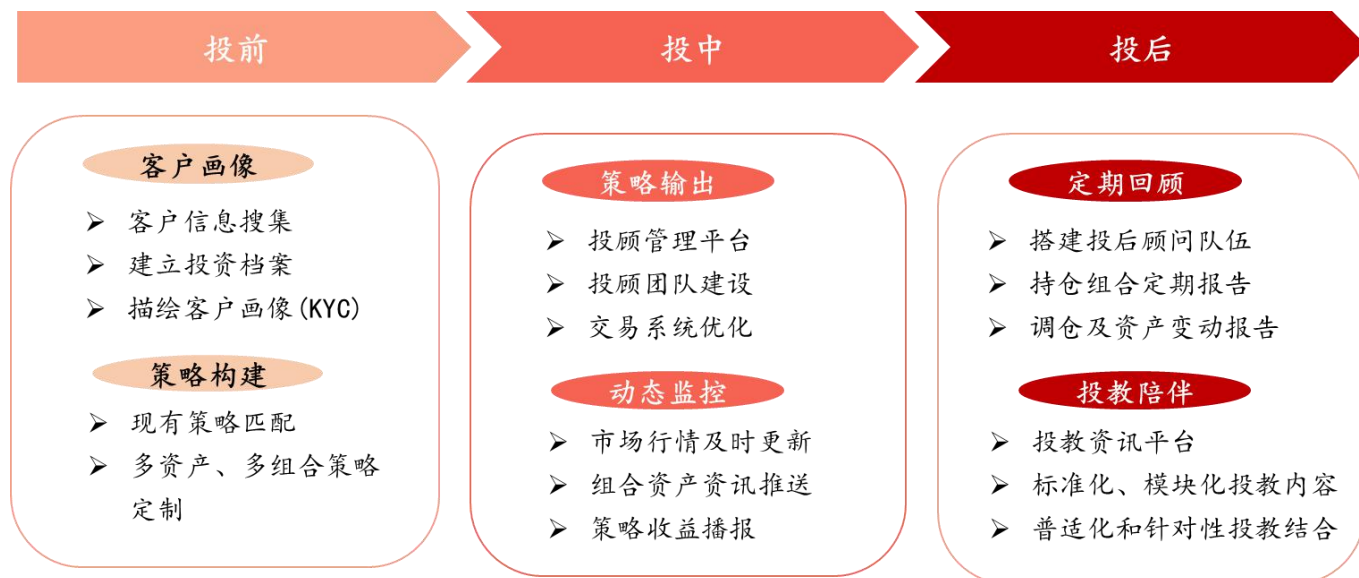 投前
投中
投后
客户画像
➢ 客户信息搜集
➢ 建立投资档案
➢ 描绘客户画像(KYC)
策略构建
➢ 现有策略匹配
➢ 多资产、多组合策略
定制
策略输出
➢ 投顾管理平台
➢ 投顾团队建设
➢ 交易系统优化
动态监控
➢ 市场行情及时更新
➢ 组合资产资讯推送
➢ 策略收益播报
定期回顾
➢ 搭建投后顾问队伍
➢ 持仓组合定期报告
➢ 调仓及资产变动报告
投教陪伴
➢ 投教资讯平台
➢ 标准化、模块化投教内容
➢ 普适化和针对性投教结合